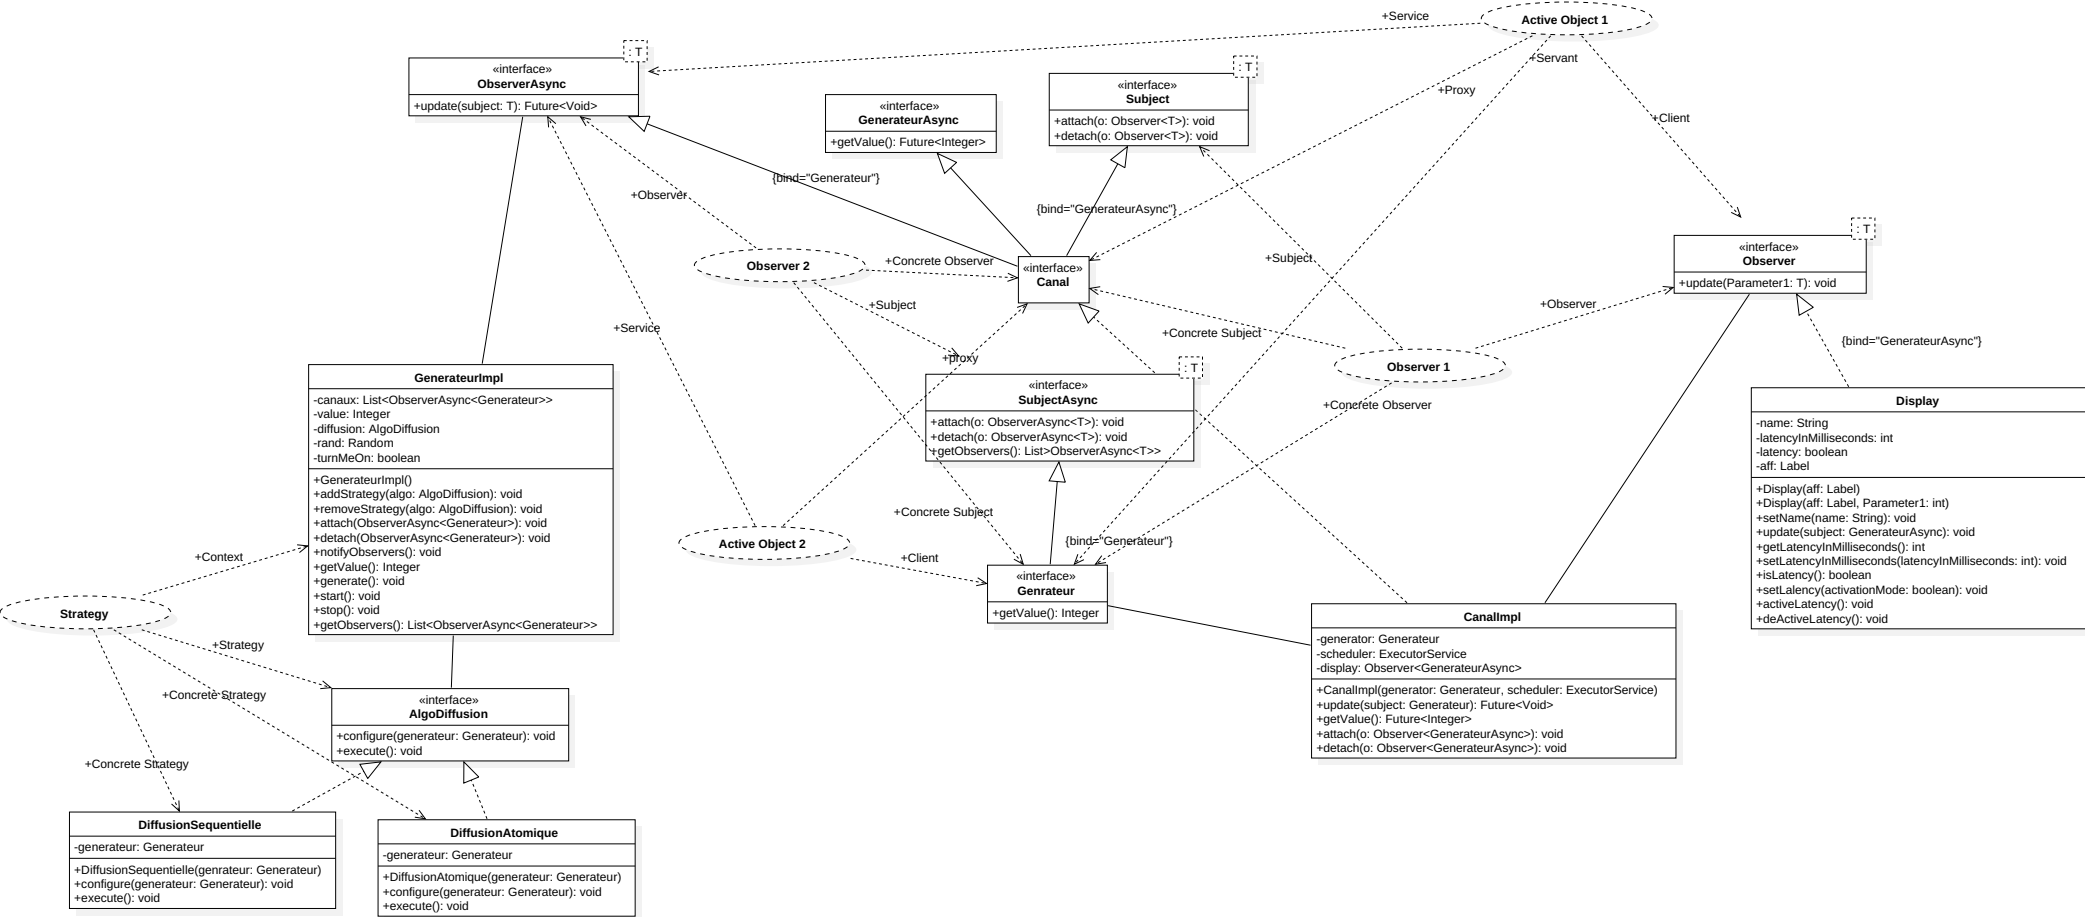 +Service
Active Object 1
: T
«interface»
ObserverAsync
+update(subject: T): Future<Void>
: T
«interface»
Subject
+attach(o: Observer<T>): void
+detach(o: Observer<T>): void
+Servant
+Proxy
«interface»
GenerateurAsync
+getValue(): Future<Integer>
+Client
{bind="Generateur"}
+Observer
{bind="GenerateurAsync"}
: T
«interface»
Observer
+update(Parameter1: T): void
Observer 2
+Concrete Observer
«interface»
Canal
+Subject
+Subject
+Observer
+Service
+Concrete Subject
{bind="GenerateurAsync"}
+proxy
Observer 1
: T
«interface»
SubjectAsync
+attach(o: ObserverAsync<T>): void
+detach(o: ObserverAsync<T>): void
+getObservers(): List>ObserverAsync<T>>
+Concrete Observer
GenerateurImpl
-canaux: List<ObserverAsync<Generateur>>
-value: Integer
-diffusion: AlgoDiffusion
-rand: Random
-turnMeOn: boolean
+GenerateurImpl()
+addStrategy(algo: AlgoDiffusion): void
+removeStrategy(algo: AlgoDiffusion): void
+attach(ObserverAsync<Generateur>): void
+detach(ObserverAsync<Generateur>): void
+notifyObservers(): void
+getValue(): Integer
+generate(): void
+start(): void
+stop(): void
+getObservers(): List<ObserverAsync<Generateur>>
Display
-name: String
-latencyInMilliseconds: int
-latency: boolean
-aff: Label
+Display(aff: Label)
+Display(aff: Label, Parameter1: int)
+setName(name: String): void
+update(subject: GenerateurAsync): void
+getLatencyInMilliseconds(): int
+setLatencyInMilliseconds(latencyInMilliseconds: int): void
+isLatency(): boolean
+setLalency(activationMode: boolean): void
+activeLatency(): void
+deActiveLatency(): void
+Concrete Subject
Active Object 2
+Client
{bind="Generateur"}
«interface»
Genrateur
+getValue(): Integer
+Context
Strategy
+Strategy
+Concrete Strategy
+Concrete Strategy
CanalImpl
-generator: Generateur
-scheduler: ExecutorService
-display: Observer<GenerateurAsync>
+CanalImpl(generator: Generateur, scheduler: ExecutorService)
+update(subject: Generateur): Future<Void>
+getValue(): Future<Integer>
+attach(o: Observer<GenerateurAsync>): void
+detach(o: Observer<GenerateurAsync>): void
«interface»
AlgoDiffusion
+configure(generateur: Generateur): void
+execute(): void
DiffusionSequentielle
-generateur: Generateur
+DiffusionSequentielle(genrateur: Generateur)
+configure(generateur: Generateur): void
+execute(): void
DiffusionAtomique
-generateur: Generateur
+DiffusionAtomique(generateur: Generateur)
+configure(generateur: Generateur): void
+execute(): void